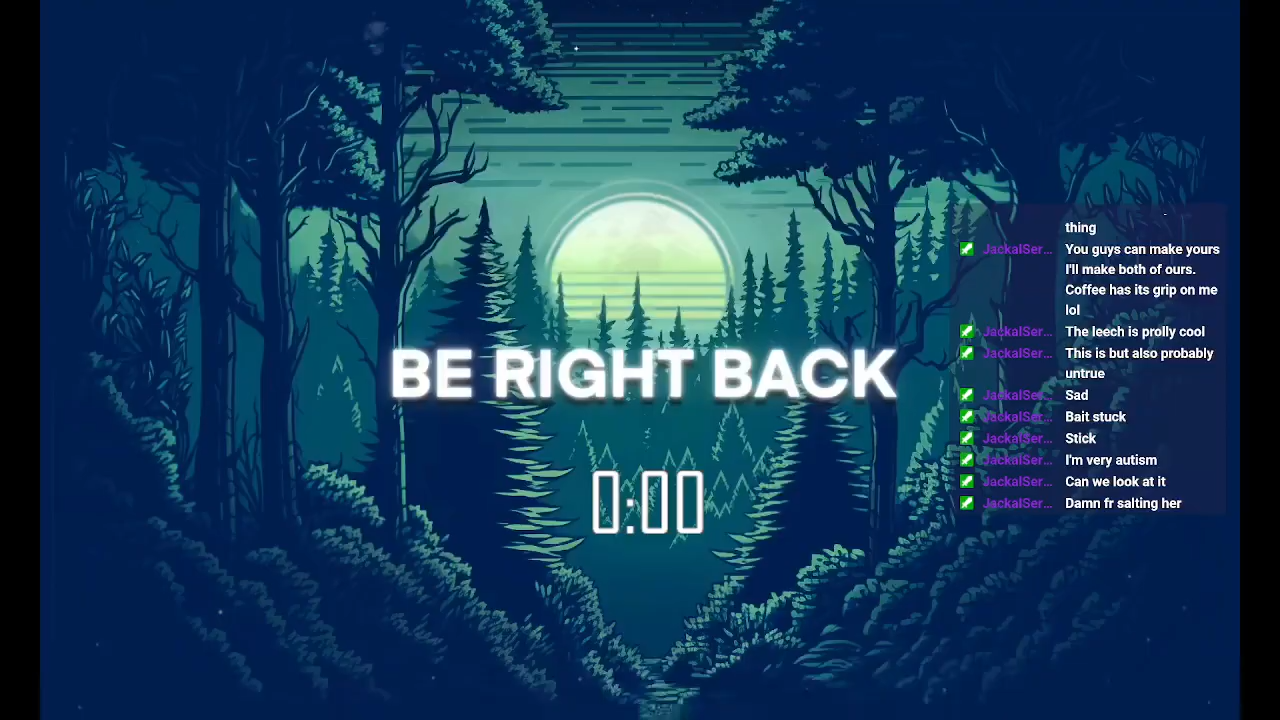 thing
JackalSer... You guys can make yours
I'll make both of ours.
Coffee has its grip on me
lol
JackalSer... The leech is prolly cool
JackalSer... This is but also probably
untrue
JackalSer... Sad
JackalSer... Bait stuck
JackalSer... Stick
JackalSer... I'm very autism
JackalSer... Can we look at it
JackalSer... Damn fr salting her
BE RIGHT BACK
0:00